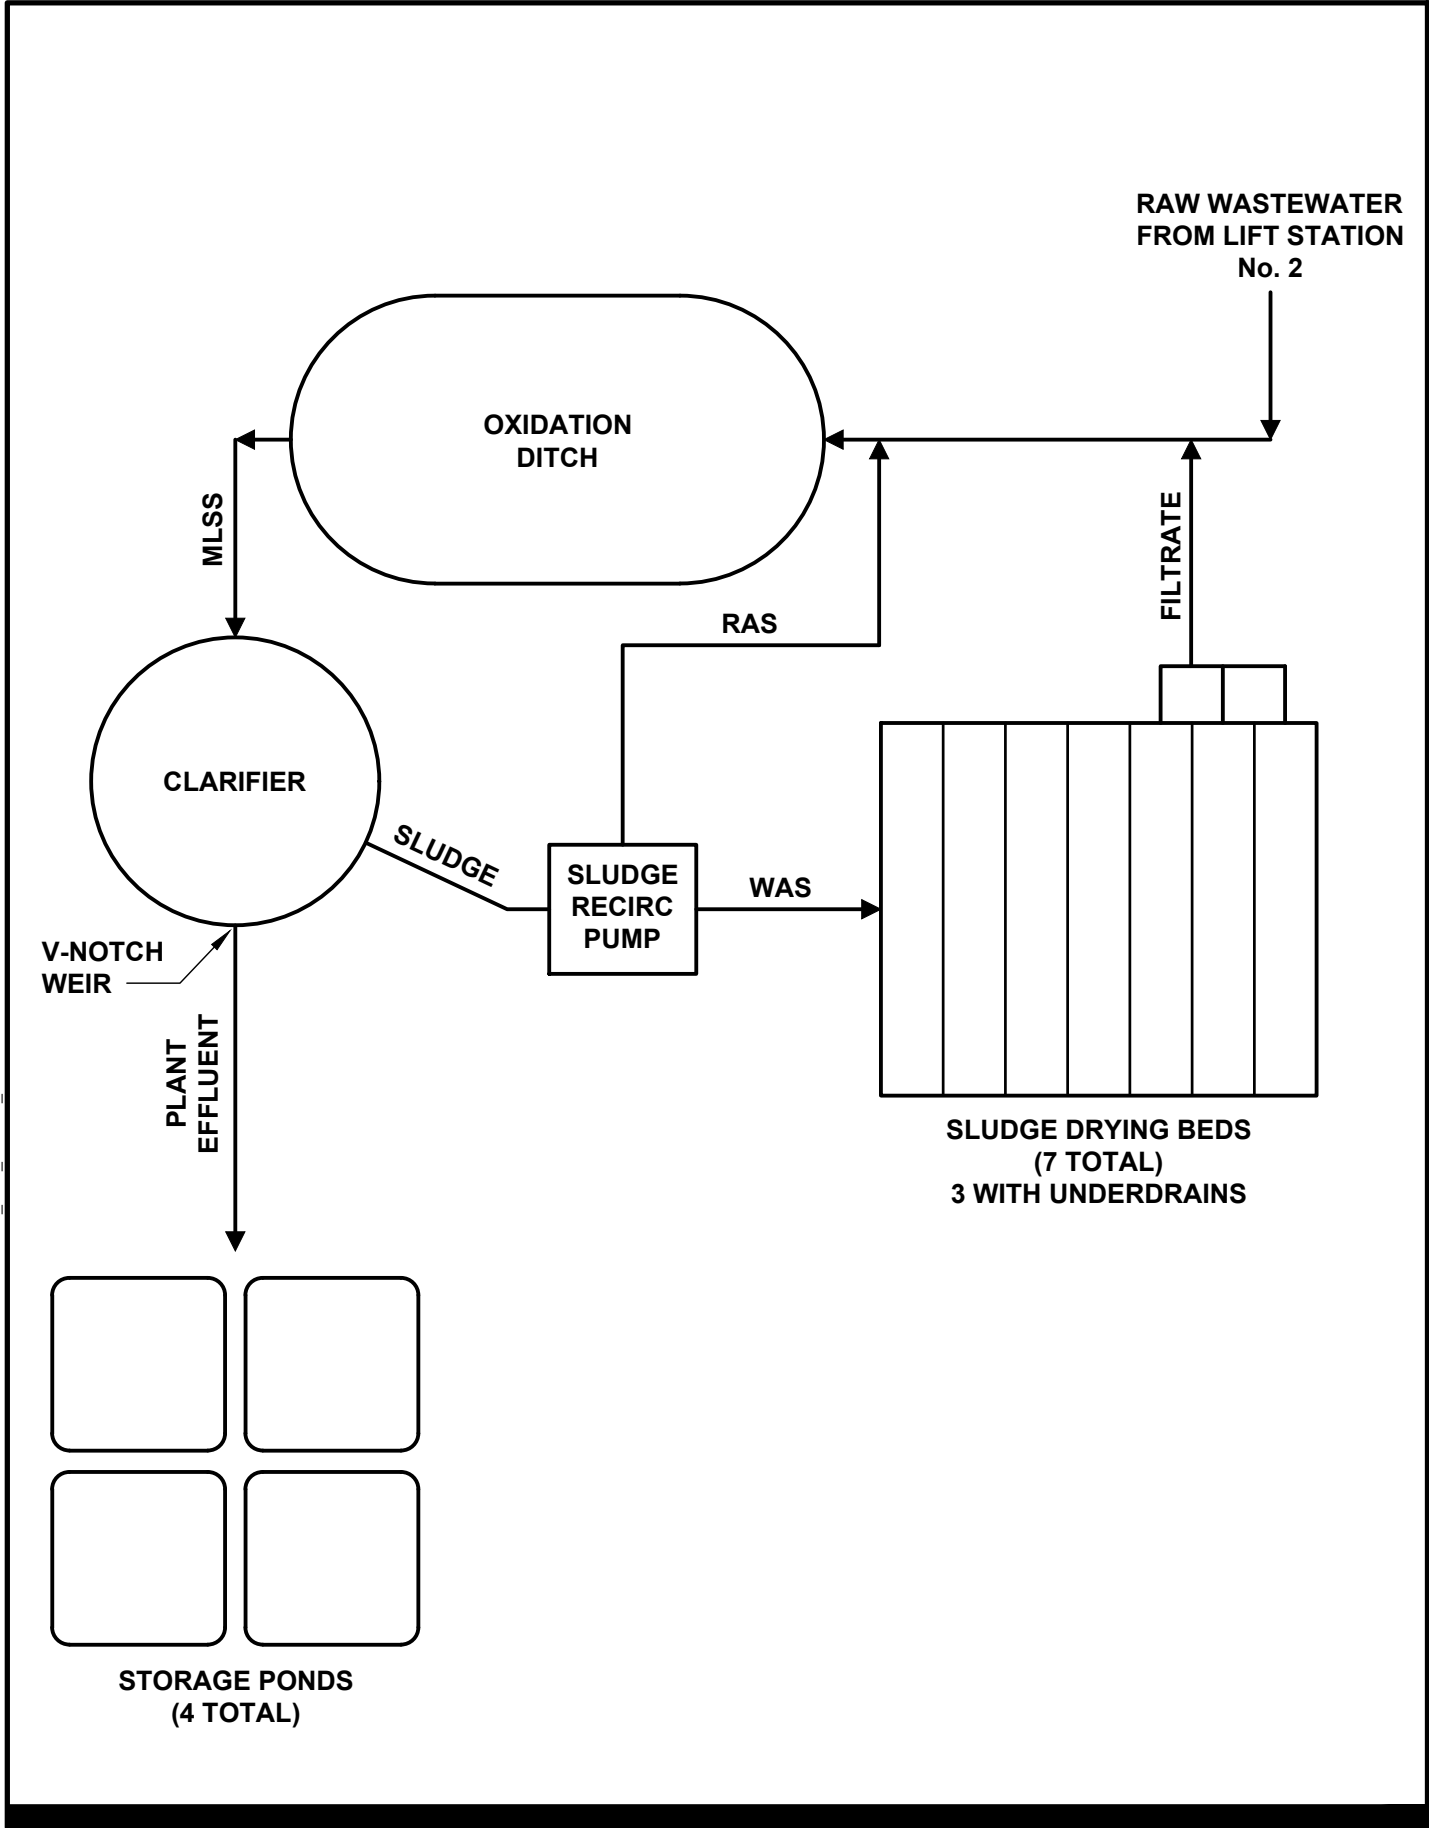 RAW WASTEWATER
FROM LIFT STATION
No. 2
OXIDATION
DITCH
MLSS
FILTRATE
RAS
CLARIFIER
SLUDGE
SLUDGE
RECIRC
PUMP
WAS
V-NOTCH
WEIR
PLANT
EFFLUENT
SLUDGE DRYING BEDS
(7 TOTAL)
3 WITH UNDERDRAINS
STORAGE PONDS
(4 TOTAL)